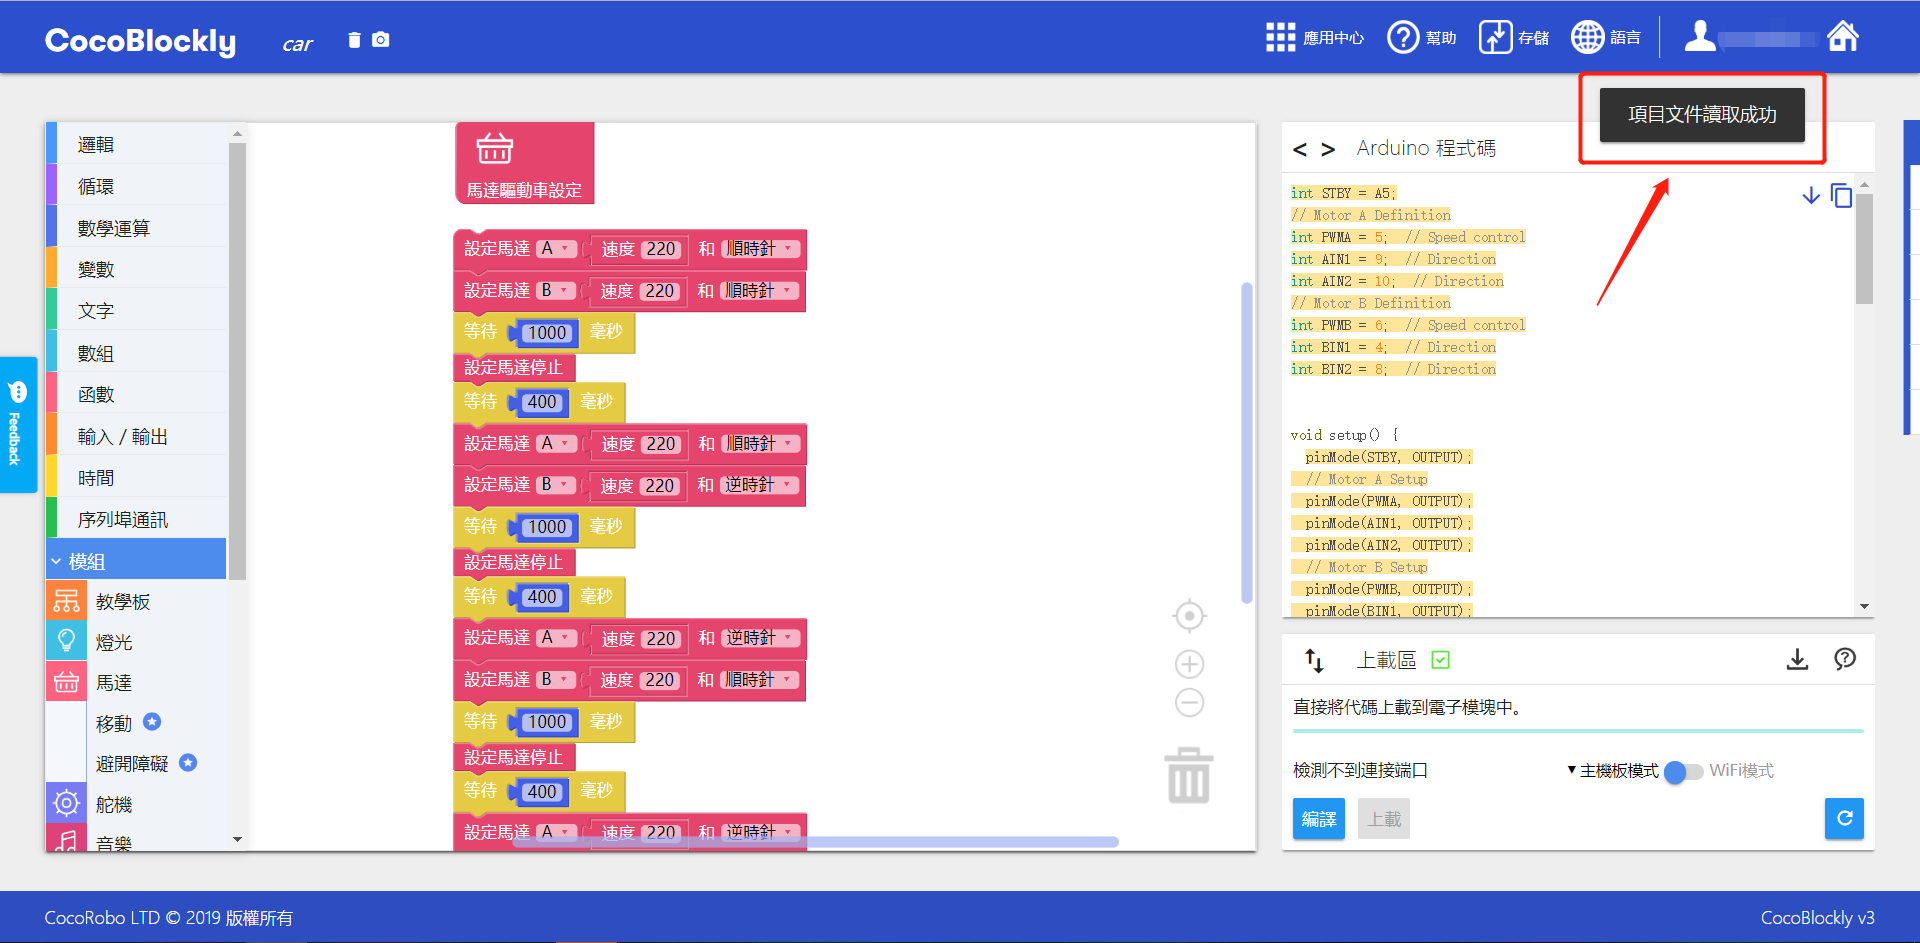 CocoBlockly
car
應用中心
幫助
存儲
語言
項目文件讀取成功
邏輯
循環
數學運算
變數
文字
數組
函數
輸入 / 輸出
時間
序列埠通訊
模組
教學板
燈光
馬達
移動
避開障礙
舵機
音樂
Feedback
馬達驅動車設定
設定馬達 A 速度 220 和 順時針
設定馬達 B 速度 220 和 順時針
等待 1000 毫秒
設定馬達停止
等待 400 毫秒
設定馬達 A 速度 220 和 順時針
設定馬達 B 速度 220 和 逆時針
等待 1000 毫秒
設定馬達停止
等待 400 毫秒
設定馬達 A 速度 220 和 逆時針
設定馬達 B 速度 220 和 順時針
等待 1000 毫秒
設定馬達停止
等待 400 毫秒
設定馬達 A 速度 220 和 逆時針
< > Arduino 程式碼
int STBY = A5;
// Motor A Definition
int PWMA = 5;  // Speed control
int AIN1 = 9;  // Direction
int AIN2 = 10;  // Direction
// Motor B Definition
int PWMB = 6;  // Speed control
int BIN1 = 4;  // Direction
int BIN2 = 8;  // Direction
void setup() {
pinMode(STBY, OUTPUT);
// Motor A Setup
pinMode(PWMA, OUTPUT);
pinMode(AIN1, OUTPUT);
pinMode(AIN2, OUTPUT);
// Motor B Setup
pinMode(PWMB, OUTPUT);
pinMode(BIN1, OUTPUT);
上載區
直接將代碼上載到電子模塊中。
檢測不到連接端口
主機板模式
WiFi模式
編譯
上載
CocoRobo LTD © 2019 版權所有
CocoBlockly v3